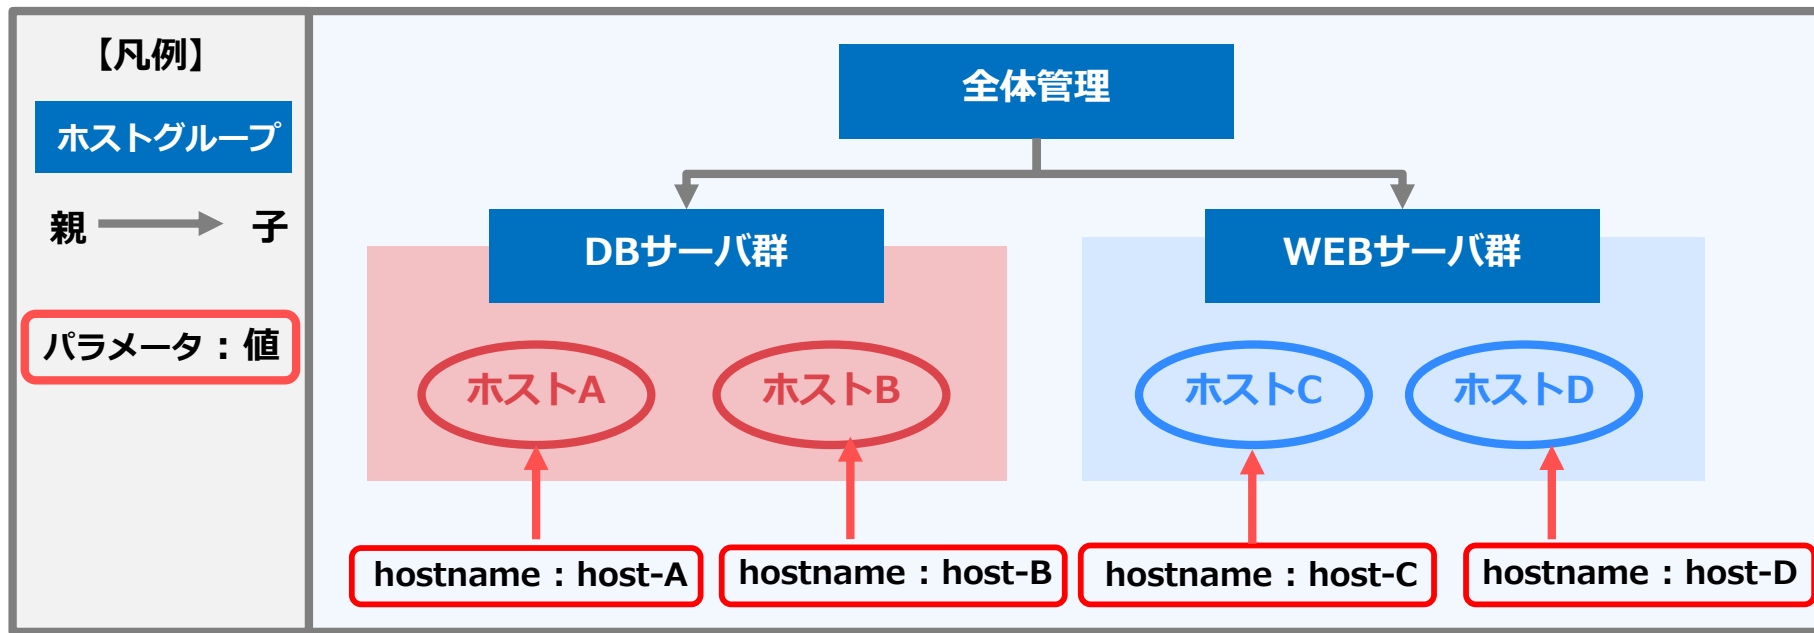 【凡例】
ホストグループ
親 子
パラメータ : 値
全体管理
DBサーバ群
WEBサーバ群
ホストA
ホストB
ホストC
ホストD
hostname : host-A
hostname : host-B
hostname : host-C
hostname : host-D